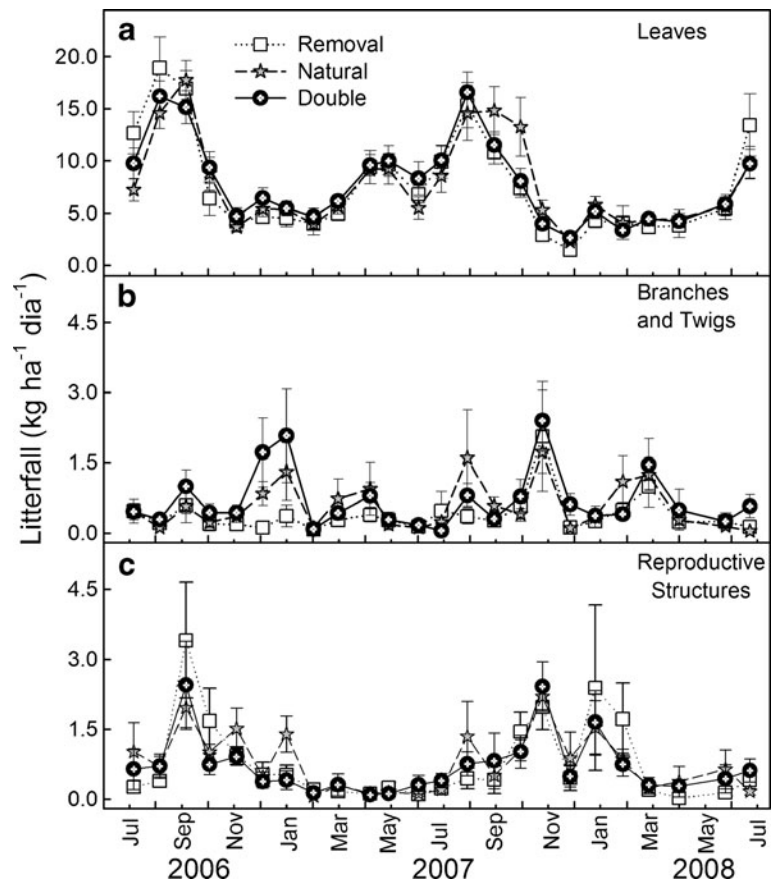 a
Removal
Natural
Double
Leaves
20.0
15.0
10.0
5.0
0.0
b
Branches
and Twigs
4.5
3.0
1.5
0.0
c
Reproductive
Structures
4.5
3.0
1.5
0.0
Litterfall (kg ha⁻¹ dia⁻¹)
Jul Sep Nov Jan Mar May Jul Sep Nov Jan Mar May Jul
2006 2007 2008